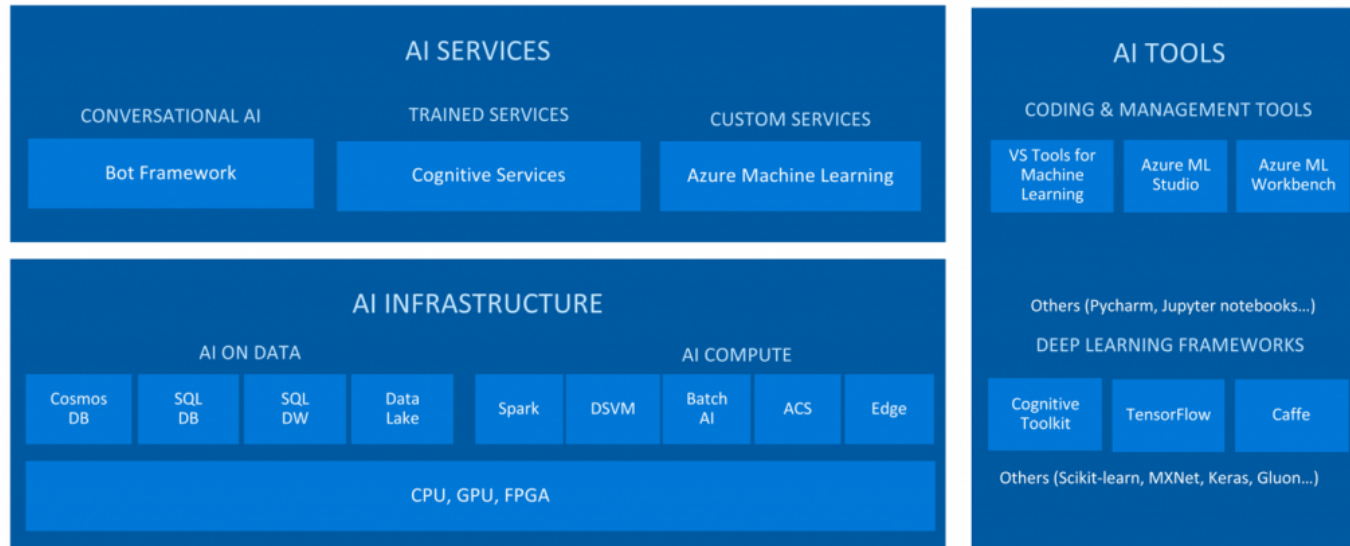 AI SERVICES
CONVERSATIONAL AI
Bot Framework
TRAINED SERVICES
Cognitive Services
CUSTOM SERVICES
Azure Machine Learning
AI INFRASTRUCTURE
AI ON DATA
Cosmos
DB
SQL
DB
SQL
DW
Data
Lake
AI COMPUTE
Spark
DSVM
Batch
AI
ACS
Edge
CPU, GPU, FPGA
AI TOOLS
CODING & MANAGEMENT TOOLS
VS Tools for
Machine
Learning
Azure ML
Studio
Azure ML
Workbench
Others (Pycharm, Jupyter notebooks...)
DEEP LEARNING FRAMEWORKS
Cognitive
Toolkit
TensorFlow
Caffe
Others (Scikit-learn, MXNet, Keras, Gluon...)